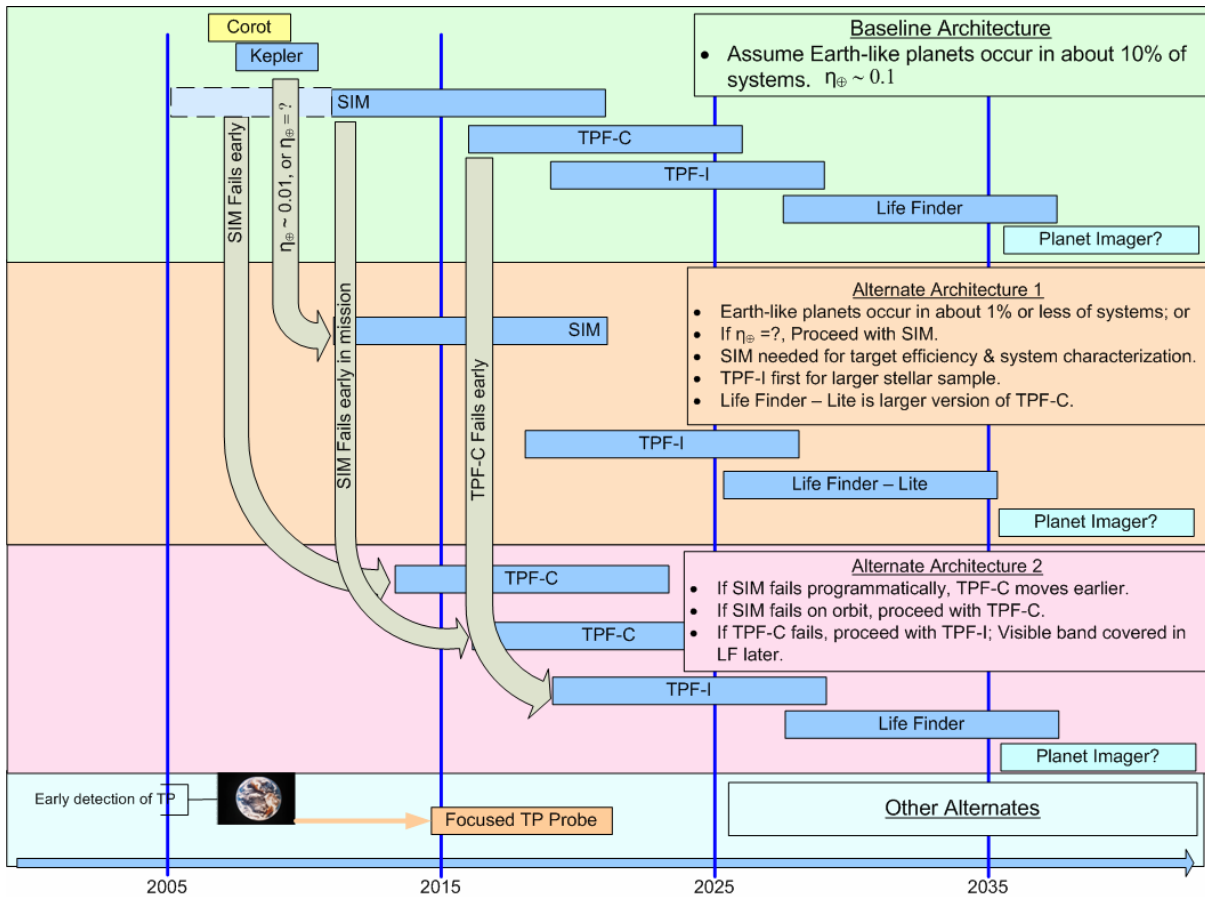 Corot
Kepler
Baseline Architecture
• Assume Earth-like planets occur in about 10% of
systems. η⊕ ~ 0.1
SIM
TPF-C
TPF-I
Life Finder
Planet Imager?
SIM Fails early
η⊕ ~ 0.01, or η⊕ = ?
SIM Fails early in mission
TPF-C Fails early
Alternate Architecture 1
• Earth-like planets occur in about 1% or less of systems; or
• If η⊕ =?, Proceed with SIM.
• SIM needed for target efficiency & system characterization.
• TPF-I first for larger stellar sample.
• Life Finder – Lite is larger version of TPF-C.
SIM
TPF-I
Life Finder – Lite
Planet Imager?
Alternate Architecture 2
• If SIM fails programmatically, TPF-C moves earlier.
• If SIM fails on orbit, proceed with TPF-C.
• If TPF-C fails, proceed with TPF-I; Visible band covered in
LF later.
TPF-C
TPF-C
TPF-I
Life Finder
Planet Imager?
Early detection of TP
Focused TP Probe
Other Alternates
2005
2015
2025
2035